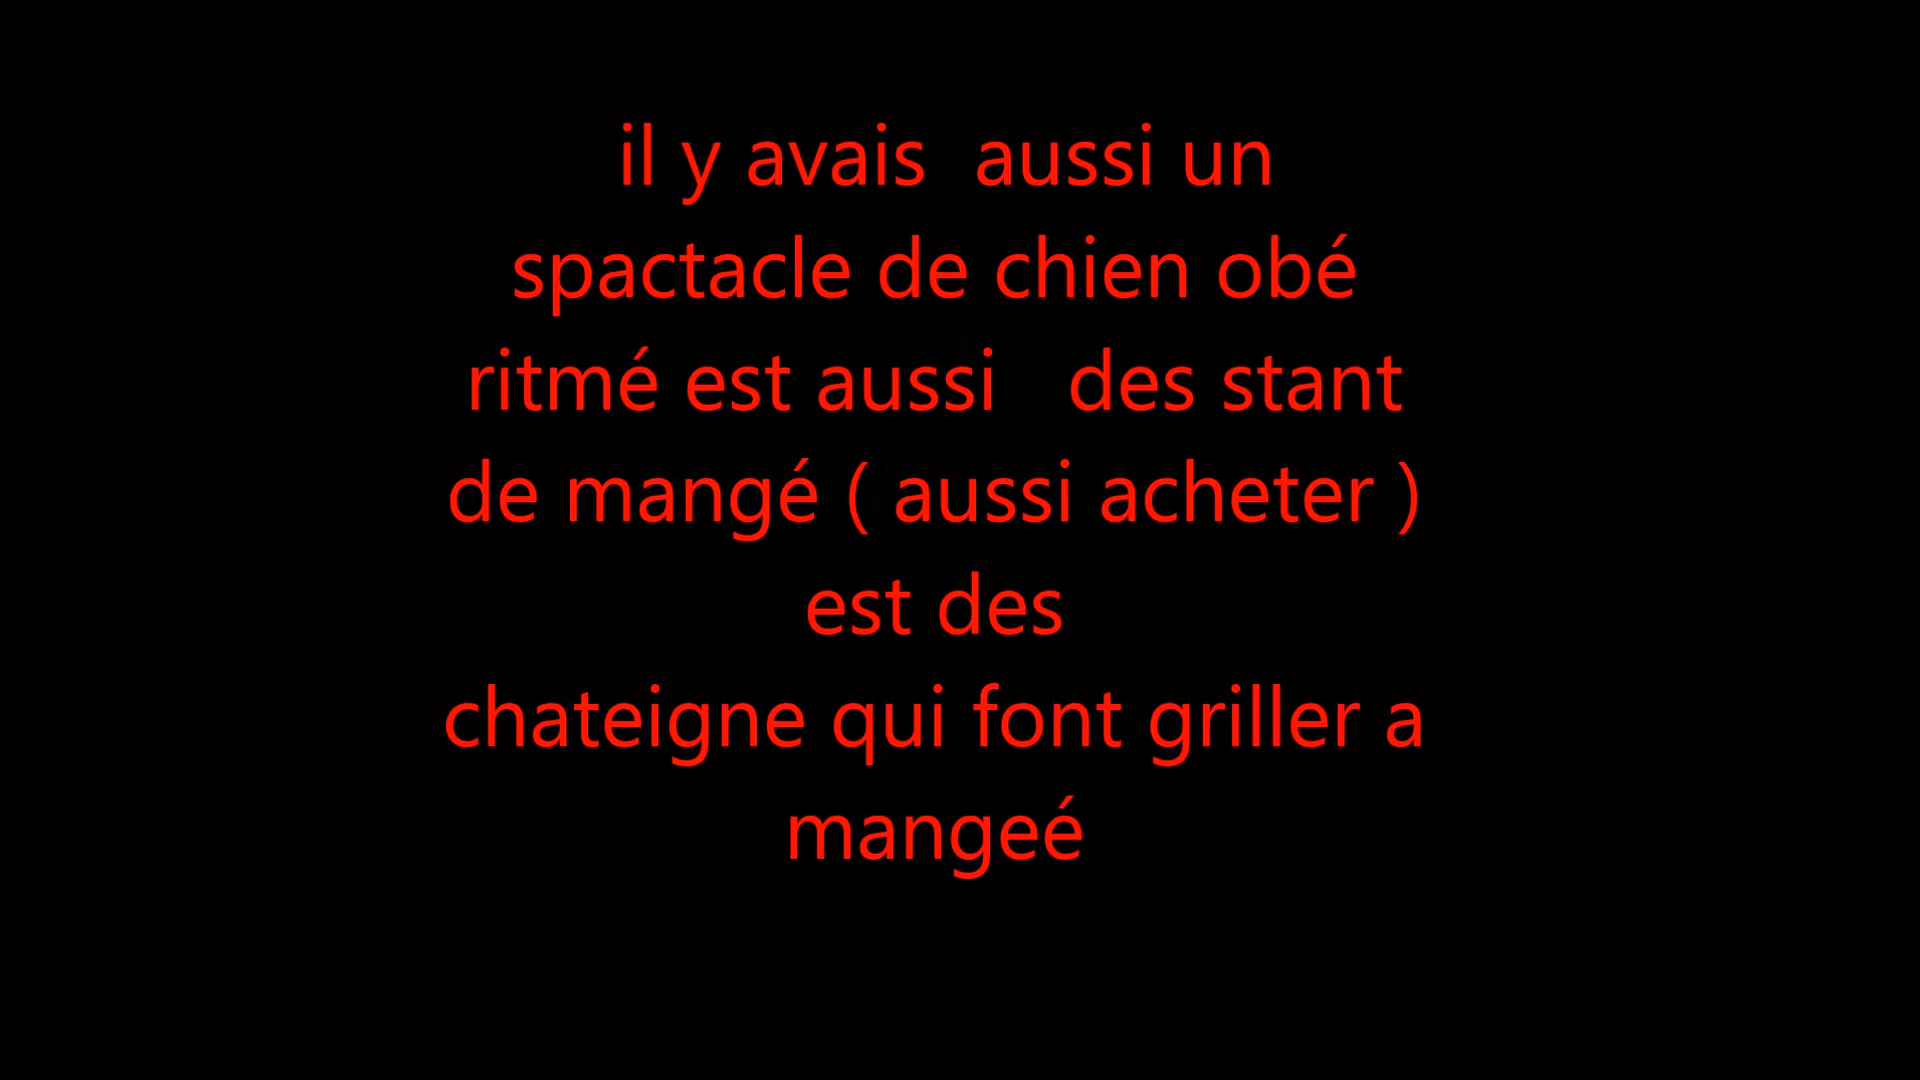 il y avais  aussi un
spactacle de chien obé
ritmé est aussi   des stant
de mangé ( aussi acheter )
est des
chateigne qui font griller a
mangeé